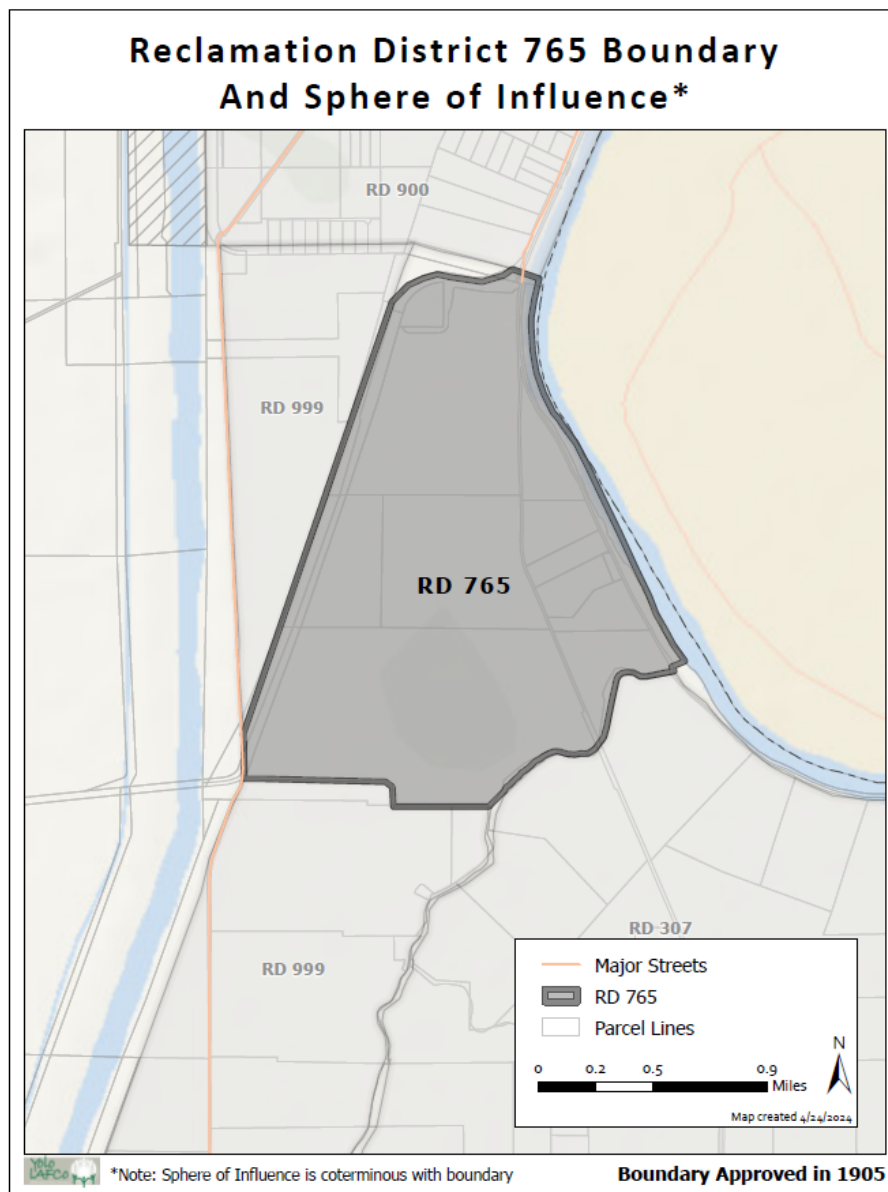 Reclamation District 765 Boundary
And Sphere of Influence*
RD 900
RD 999
RD 765
RD 307
RD 999
Major Streets
RD 765
Parcel Lines
N
0 0.2 0.5 0.9
Miles
Map created 4/24/2024
YOLO
LAFCO
*Note: Sphere of Influence is coterminous with boundary
Boundary Approved in 1905